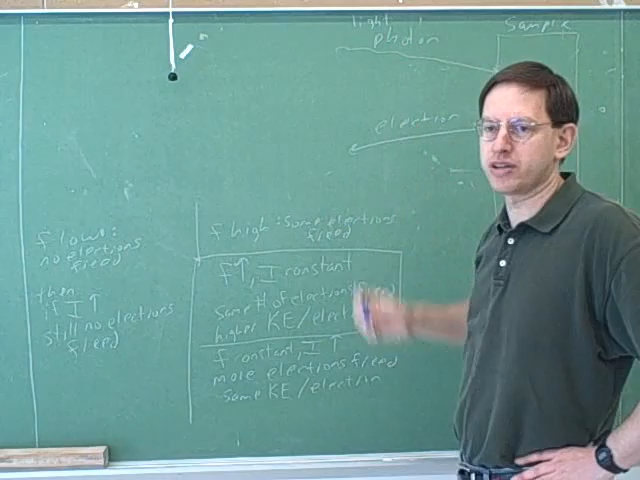 light
photon
Sample
electron
f low:
no electrons
freed
then
if I ↑
still no electrons
freed
f high: Some electrons
freed
f↑, I constant
Same # of electrons freed
higher KE/
f constant, I ↑
more electrons freed
Same KE/electron